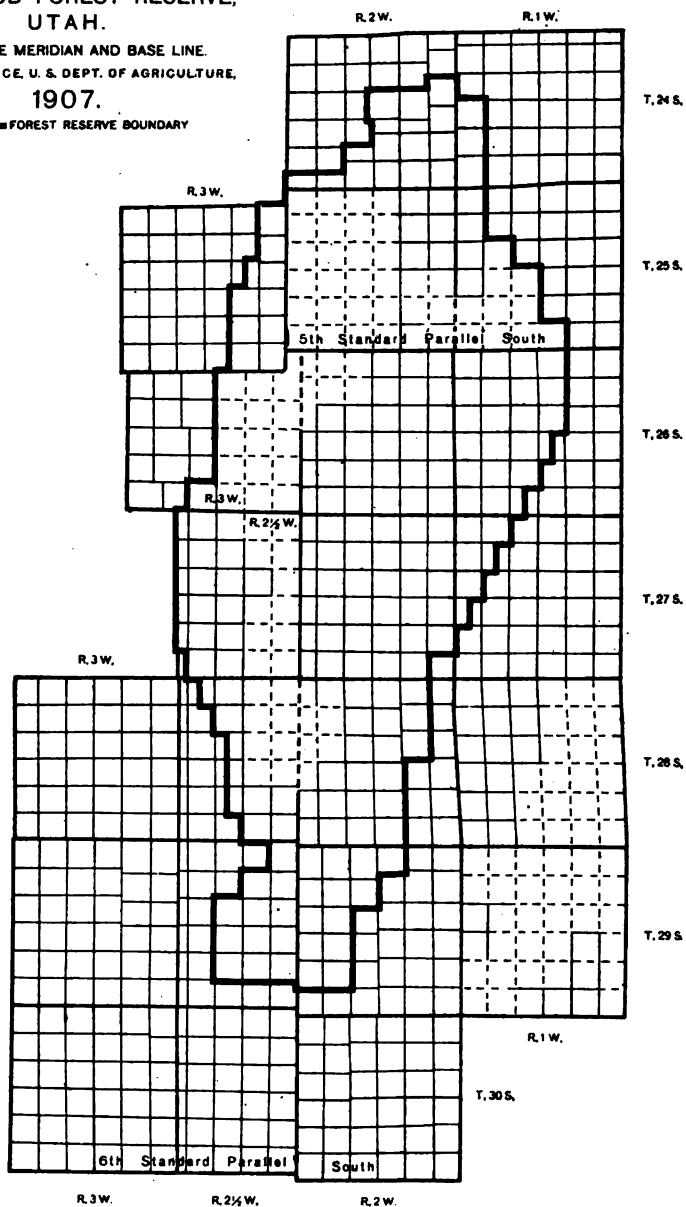 FOREST RESERVE,
UTAH.
MERIDIAN AND BASE LINE.
U. S. DEPT. OF AGRICULTURE,
1907.
FOREST RESERVE BOUNDARY
R. 2 W.
R. 1 W.
T. 24 S.
R. 3 W.
T. 25 S.
5th Standard Parallel South
T. 26 S.
R. 3 W.
R. 2½ W.
T. 27 S.
R. 3 W.
T. 28 S.
T. 29 S.
R. 1 W.
T. 30 S.
6th Standard Parallel South
R. 3 W.
R. 2½ W.
R. 2 W.